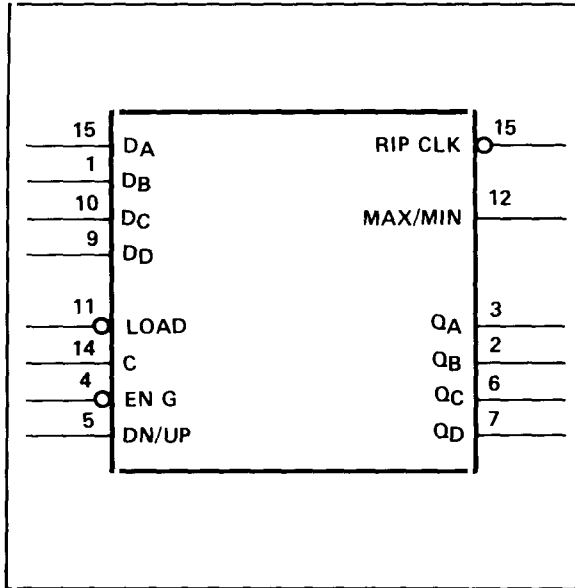 15 DA RIP CLK 15
1 DB
10 DC MAX/MIN 12
9 DD
11 LOAD QA 3
14 C QB 2
4 EN G QC 6
5 DN/UP QD 7